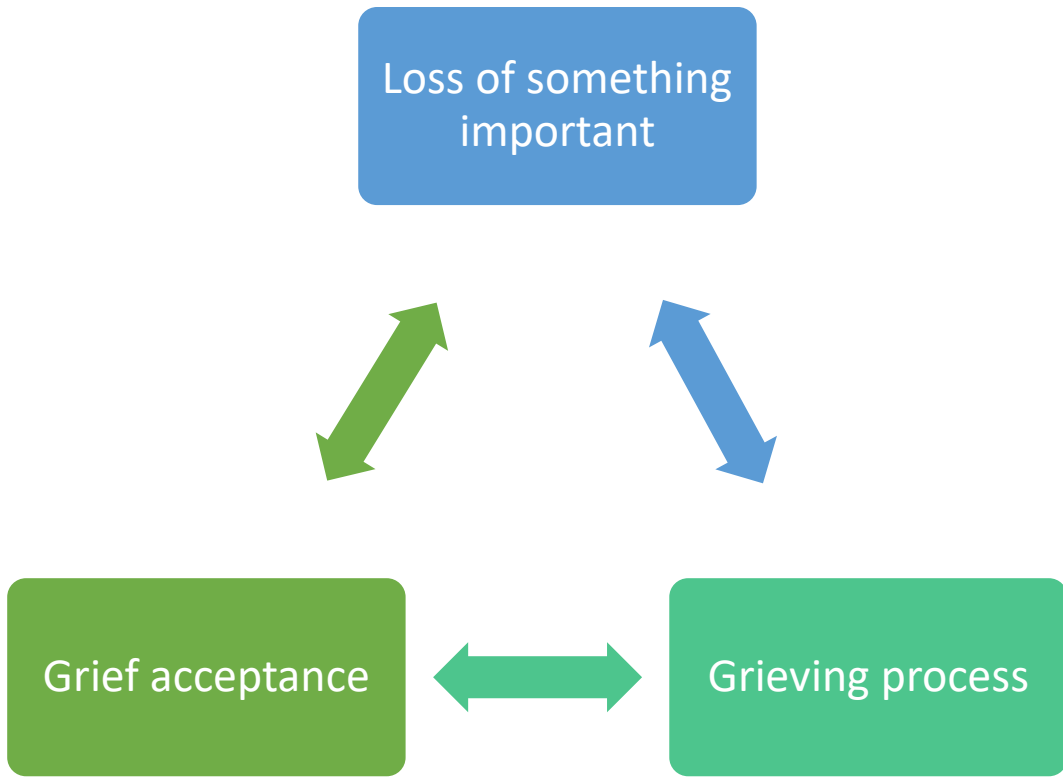 Loss of something
important
Grief acceptance
Grieving process